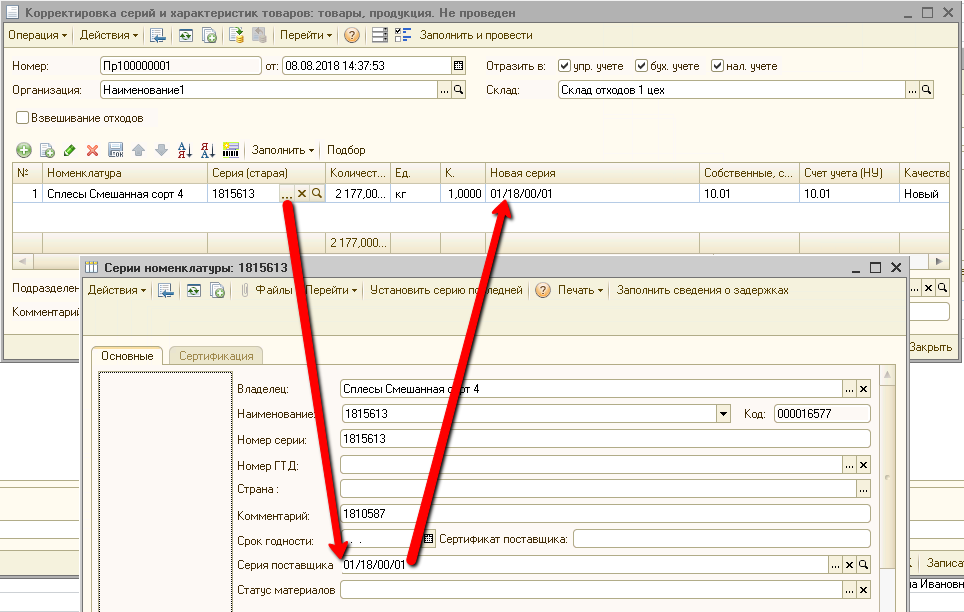 Корректировка серий и характеристик товаров: товары, продукция. Не проведен
Операция Действия Перейти Заполнить и провести
Номер: Пр100000001 от: 08.08.2018 14:37:53 Отразить в: упр. учете бух. учете нал. учете
Организация: Наименование1 ... Склад: Склад отходов 1 цех ...
Взвешивание отходов
Заполнить Подбор
№ Номенклатура Серия (старая) Количест... Ед. К. Новая серия Собственные, с... Счет учета (НУ) Качество
1 Сплесы Смешанная сорт 4 1815613 ... 2 177,00... кг 1,0000 01/18/00/01 10.01 10.01 Новый
2 177,000...
Подразделен
Комментарий
Закрыть
Серии номенклатуры: 1815613
Действия Файлы Перейти Установить серию последней Печать Заполнить сведения о задержках
Основные Сертификация
Владелец: Сплесы Смешанная сорт 4 ...
Наименование: 1815613 Код: 000016577
Номер серии: 1815613
Номер ГТД: ...
Страна : ...
Комментарий: 1810587
Срок годности: . . Сертификат поставщика:
Серия поставщика 01/18/00/01 ...
Статус материалов ...
Записат
на Ивановн